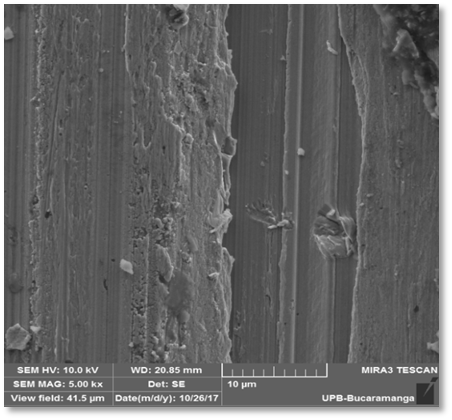 SEM HV: 10.0 kV WD: 20.85 mm MIRA3 TESCAN
SEM MAG: 5.00 kx Det: SE 10 µm
View field: 41.5 µm Date(m/d/y): 10/26/17 UPB-Bucaramanga